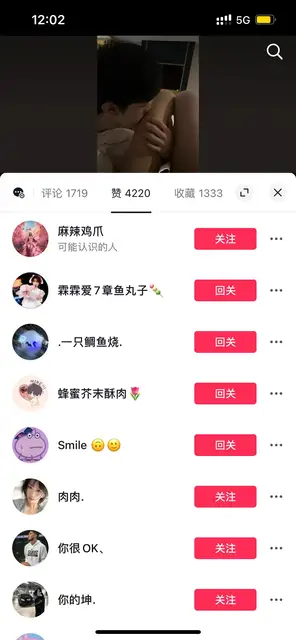 12:02
5G
评论 1719
赞 4220
收藏 1333
麻辣鸡爪
可能认识的人
关注
霖霖爱7章鱼丸子🍡
回关
.一只鲷鱼烧.
回关
蜂蜜芥末酥肉🌷
回关
Smile 🙃🙂
回关
肉肉.
关注
你很OK、
关注
你的坤.
关注